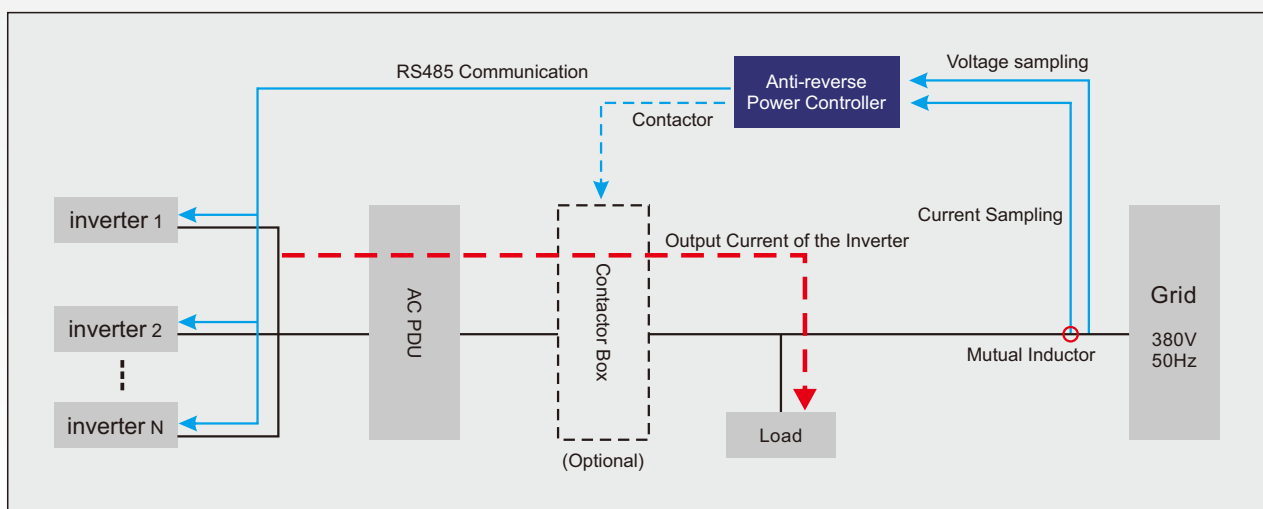 RS485 Communication
Anti-reverse
Power Controller
Voltage sampling
Contactor
inverter 1
Current Sampling
Output Current of the Inverter
AC PDU
Contactor Box
Grid
380V
50Hz
inverter 2
Mutual Inductor
inverter N
Load
(Optional)